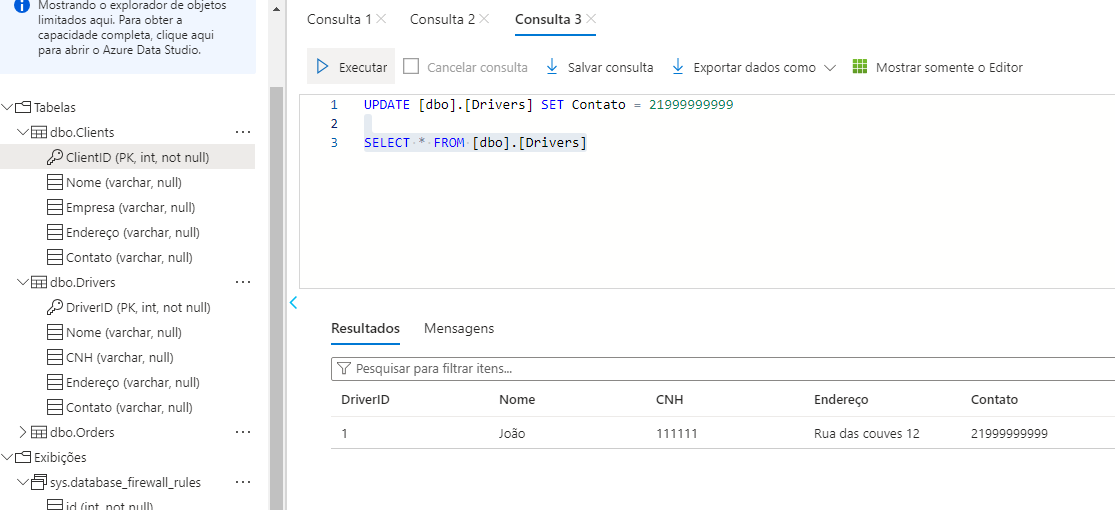 Mostrando o explorador de objetos
limitados aqui. Para obter a
capacidade completa, clique aqui
para abrir o Azure Data Studio.
Tabelas
dbo.Clients
ClientID (PK, int, not null)
Nome (varchar, null)
Empresa (varchar, null)
Endereço (varchar, null)
Contato (varchar, null)
dbo.Drivers
DriverID (PK, int, not null)
Nome (varchar, null)
CNH (varchar, null)
Endereço (varchar, null)
Contato (varchar, null)
dbo.Orders
Exibições
sys.database_firewall_rules
id (int, not null)
Consulta 1 Consulta 2 Consulta 3
Executar Cancelar consulta Salvar consulta Exportar dados como Mostrar somente o Editor
1 UPDATE [dbo].[Drivers] SET Contato = 21999999999
2
3 SELECT * FROM [dbo].[Drivers]
Resultados Mensagens
Pesquisar para filtrar itens...
DriverID Nome CNH Endereço Contato
1 João 111111 Rua das couves 12 21999999999